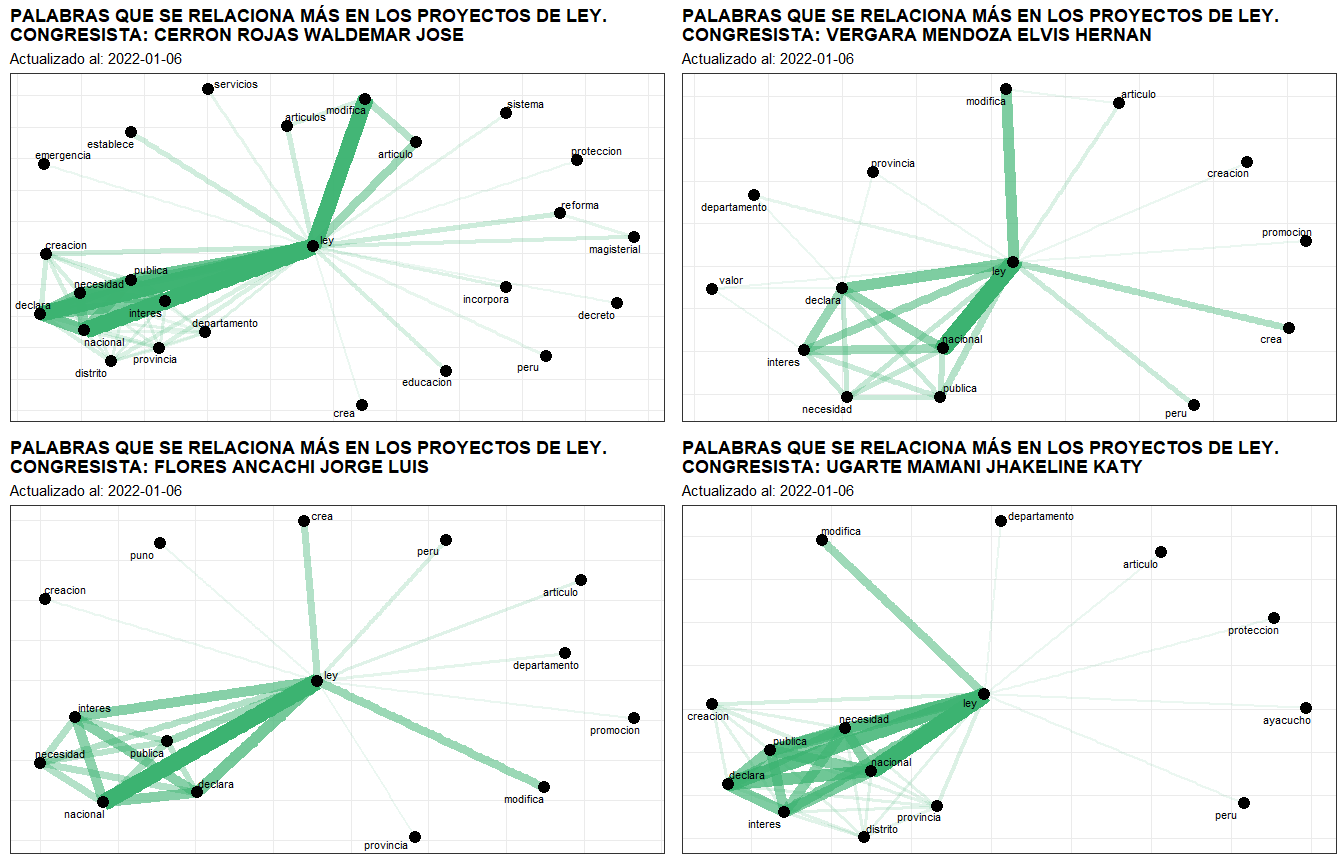 PALABRAS QUE SE RELACIONA MÁS EN LOS PROYECTOS DE LEY.
CONGRESISTA: CERRON ROJAS WALDEMAR JOSE
Actualizado al: 2022-01-06
servicios
modifica
sistema
articulos
establece
articulo
emergencia
proteccion
reforma
ley
creacion
magisterial
publica
necesidad
incorpora
declara
interes
decreto
departamento
nacional
provincia
peru
distrito
educacion
crea
PALABRAS QUE SE RELACIONA MÁS EN LOS PROYECTOS DE LEY.
CONGRESISTA: VERGARA MENDOZA ELVIS HERNAN
Actualizado al: 2022-01-06
articulo
modifica
provincia
creacion
departamento
promocion
ley
valor
declara
nacional
crea
interes
publica
necesidad
peru
PALABRAS QUE SE RELACIONA MÁS EN LOS PROYECTOS DE LEY.
CONGRESISTA: FLORES ANCACHI JORGE LUIS
Actualizado al: 2022-01-06
crea
puno
peru
creacion
articulo
departamento
ley
interes
promocion
necesidad
publica
declara
modifica
nacional
provincia
PALABRAS QUE SE RELACIONA MÁS EN LOS PROYECTOS DE LEY.
CONGRESISTA: UGARTE MAMANI JHAKELINE KATY
Actualizado al: 2022-01-06
departamento
modifica
articulo
proteccion
ley
creacion
necesidad
ayacucho
publica
nacional
declara
provincia
peru
interes
distrito